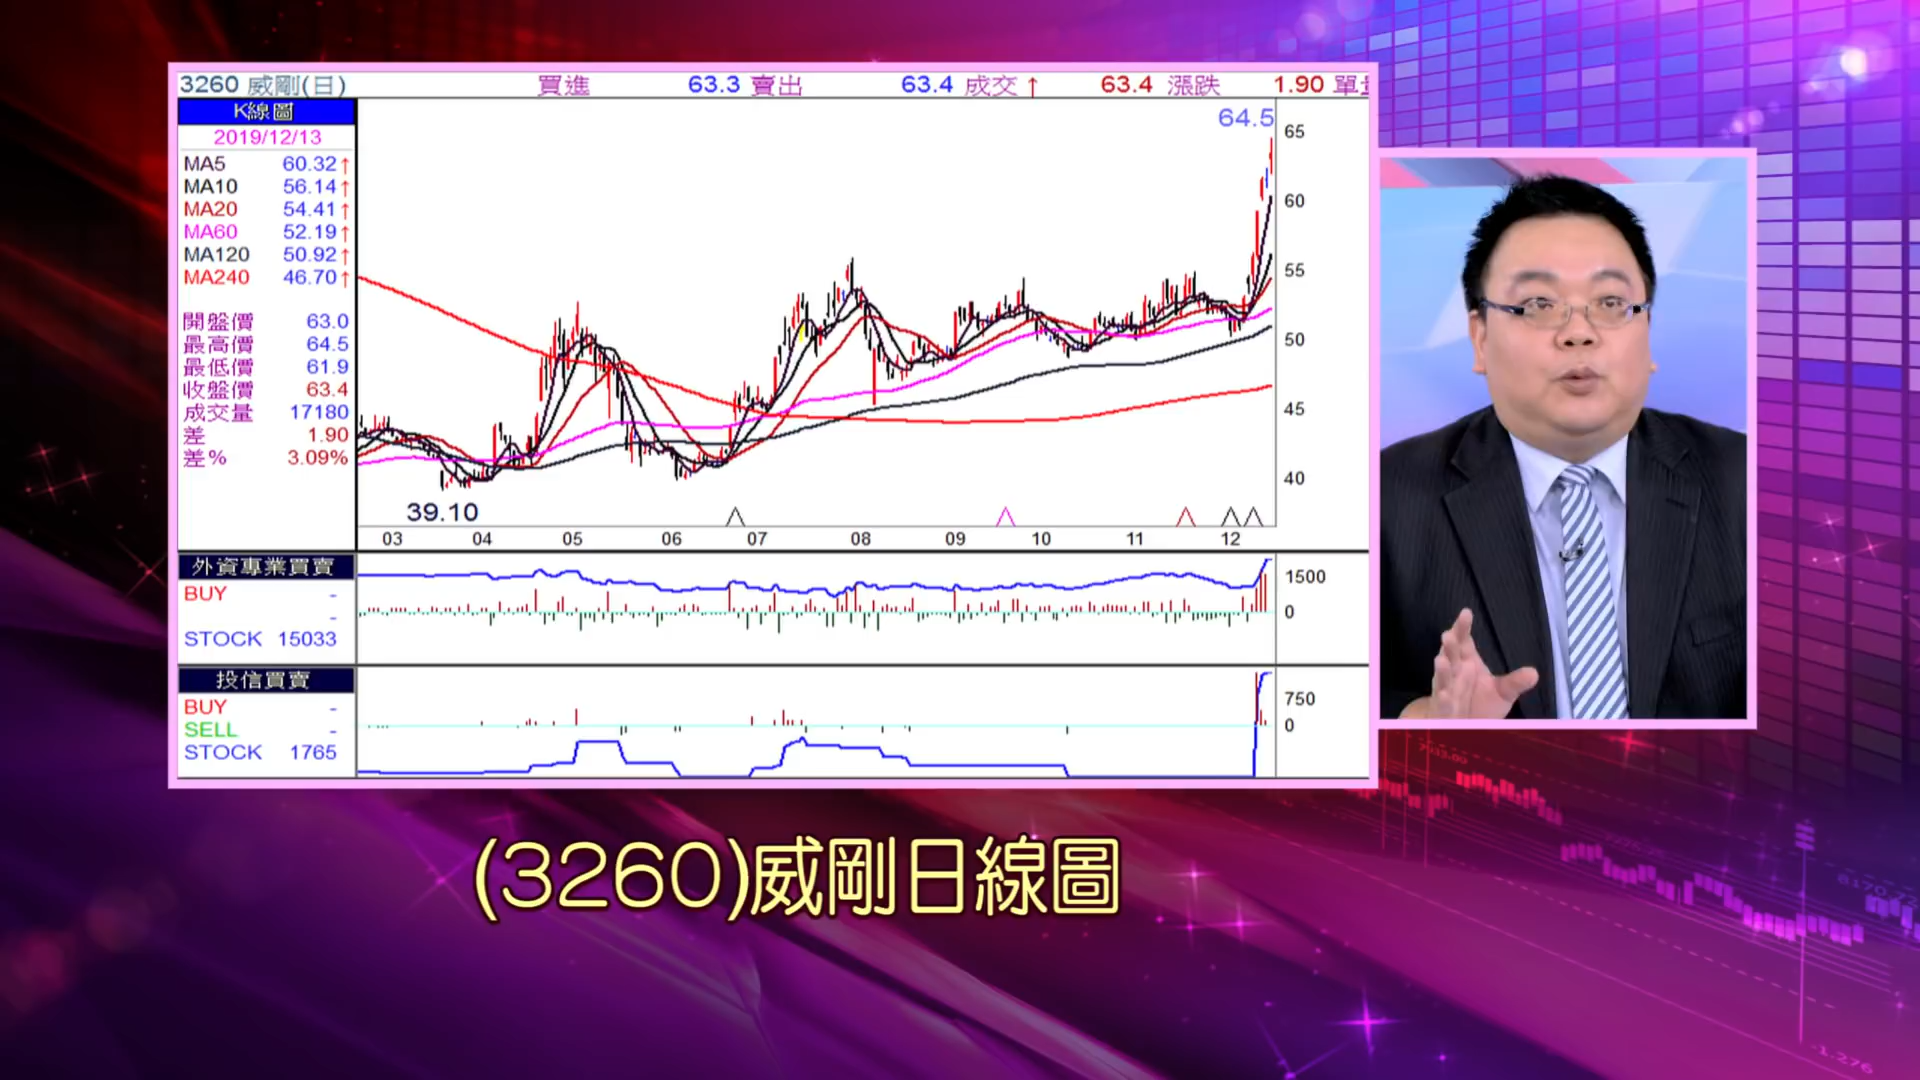 3260 威剛(日) 買進 63.3 賣出 63.4 成交↑ 63.4 漲跌 1.90
K線圖
2019/12/13
MA5 60.32↑
MA10 56.14↑
MA20 54.41↑
MA60 52.19↑
MA120 50.92↑
MA240 46.70↑
開盤價 63.0
最高價 64.5
最低價 61.9
收盤價 63.4
成交量 17180
差 1.90
差% 3.09%
64.5
65
60
55
50
45
40
39.10
03 04 05 06 07 08 09 10 11 12
外資專業買賣
BUY -
-
STOCK 15033
1500
0
投信買賣
BUY -
SELL -
STOCK 1765
750
0
(3260)威剛日線圖